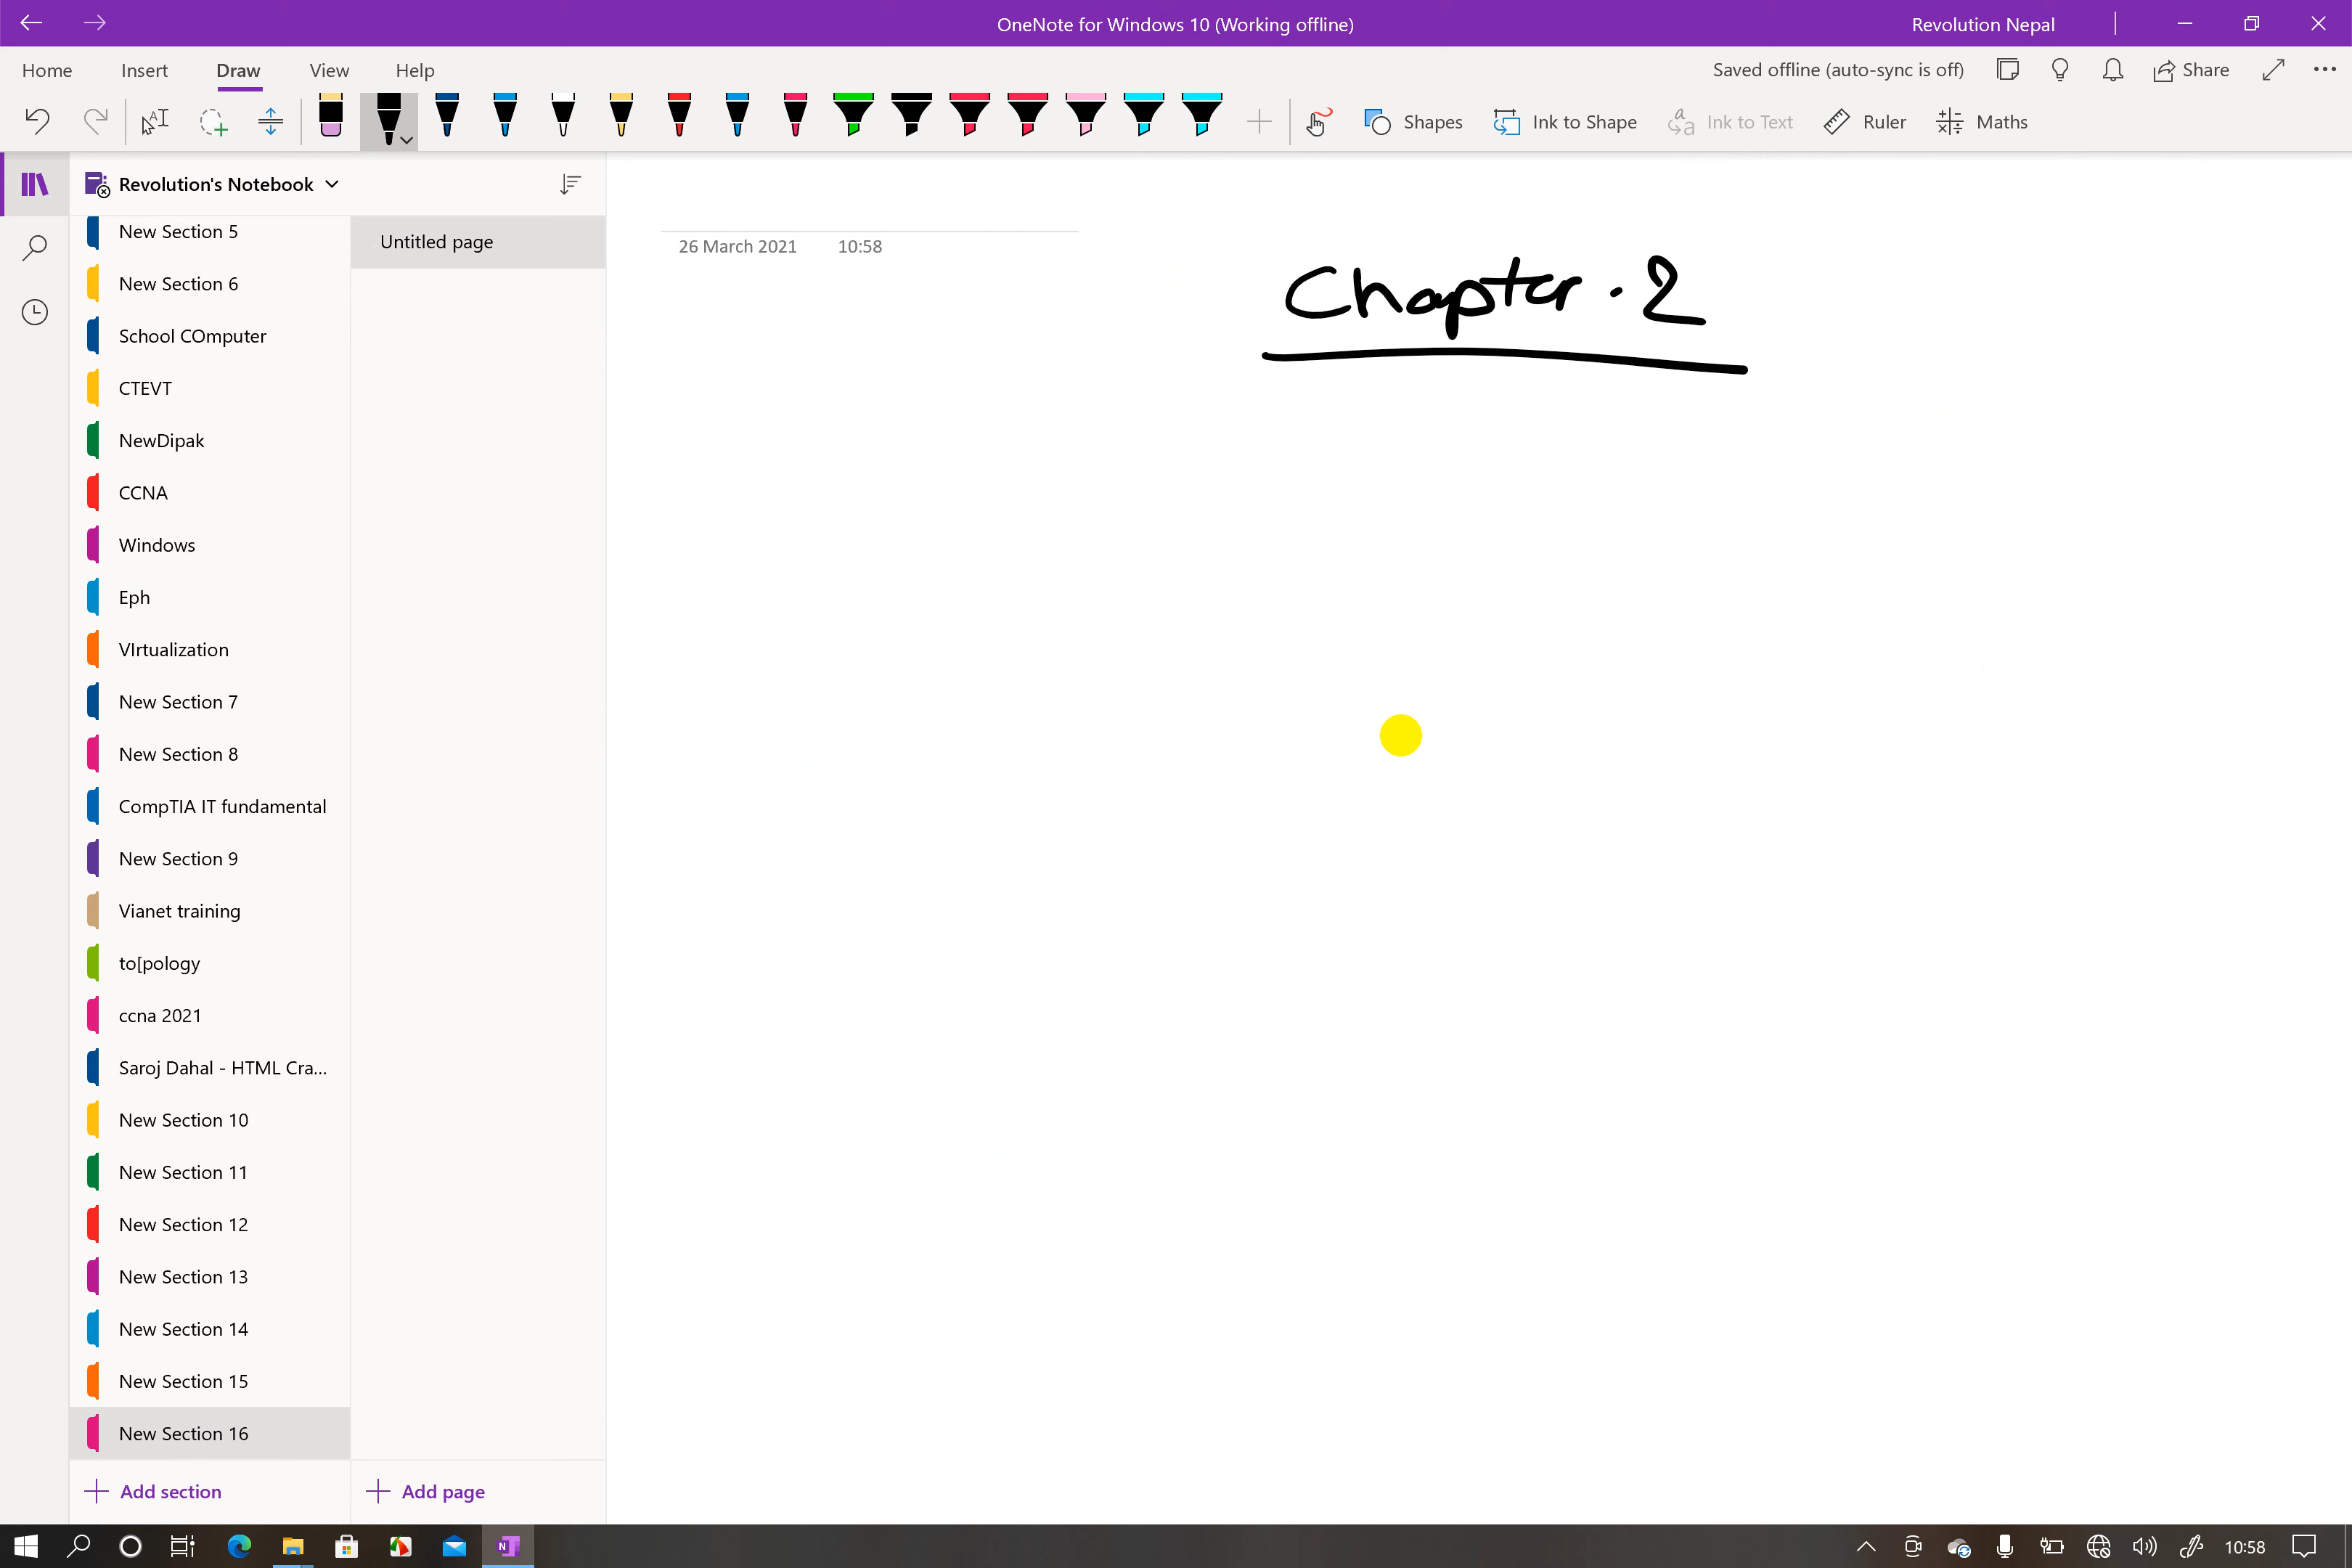 OneNote for Windows 10 (Working offline)
Revolution Nepal
Home Insert Draw View Help
Saved offline (auto-sync is off)
Share
Shapes Ink to Shape Ink to Text Ruler Maths
Revolution's Notebook
New Section 5
Untitled page
26 March 2021 10:58
Chapter . 2
New Section 6
School COmputer
CTEVT
NewDipak
CCNA
Windows
Eph
VIrtualization
New Section 7
New Section 8
CompTIA IT fundamental
New Section 9
Vianet training
to[pology
ccna 2021
Saroj Dahal - HTML Cra...
New Section 10
New Section 11
New Section 12
New Section 13
New Section 14
New Section 15
New Section 16
Add section
Add page
10:58